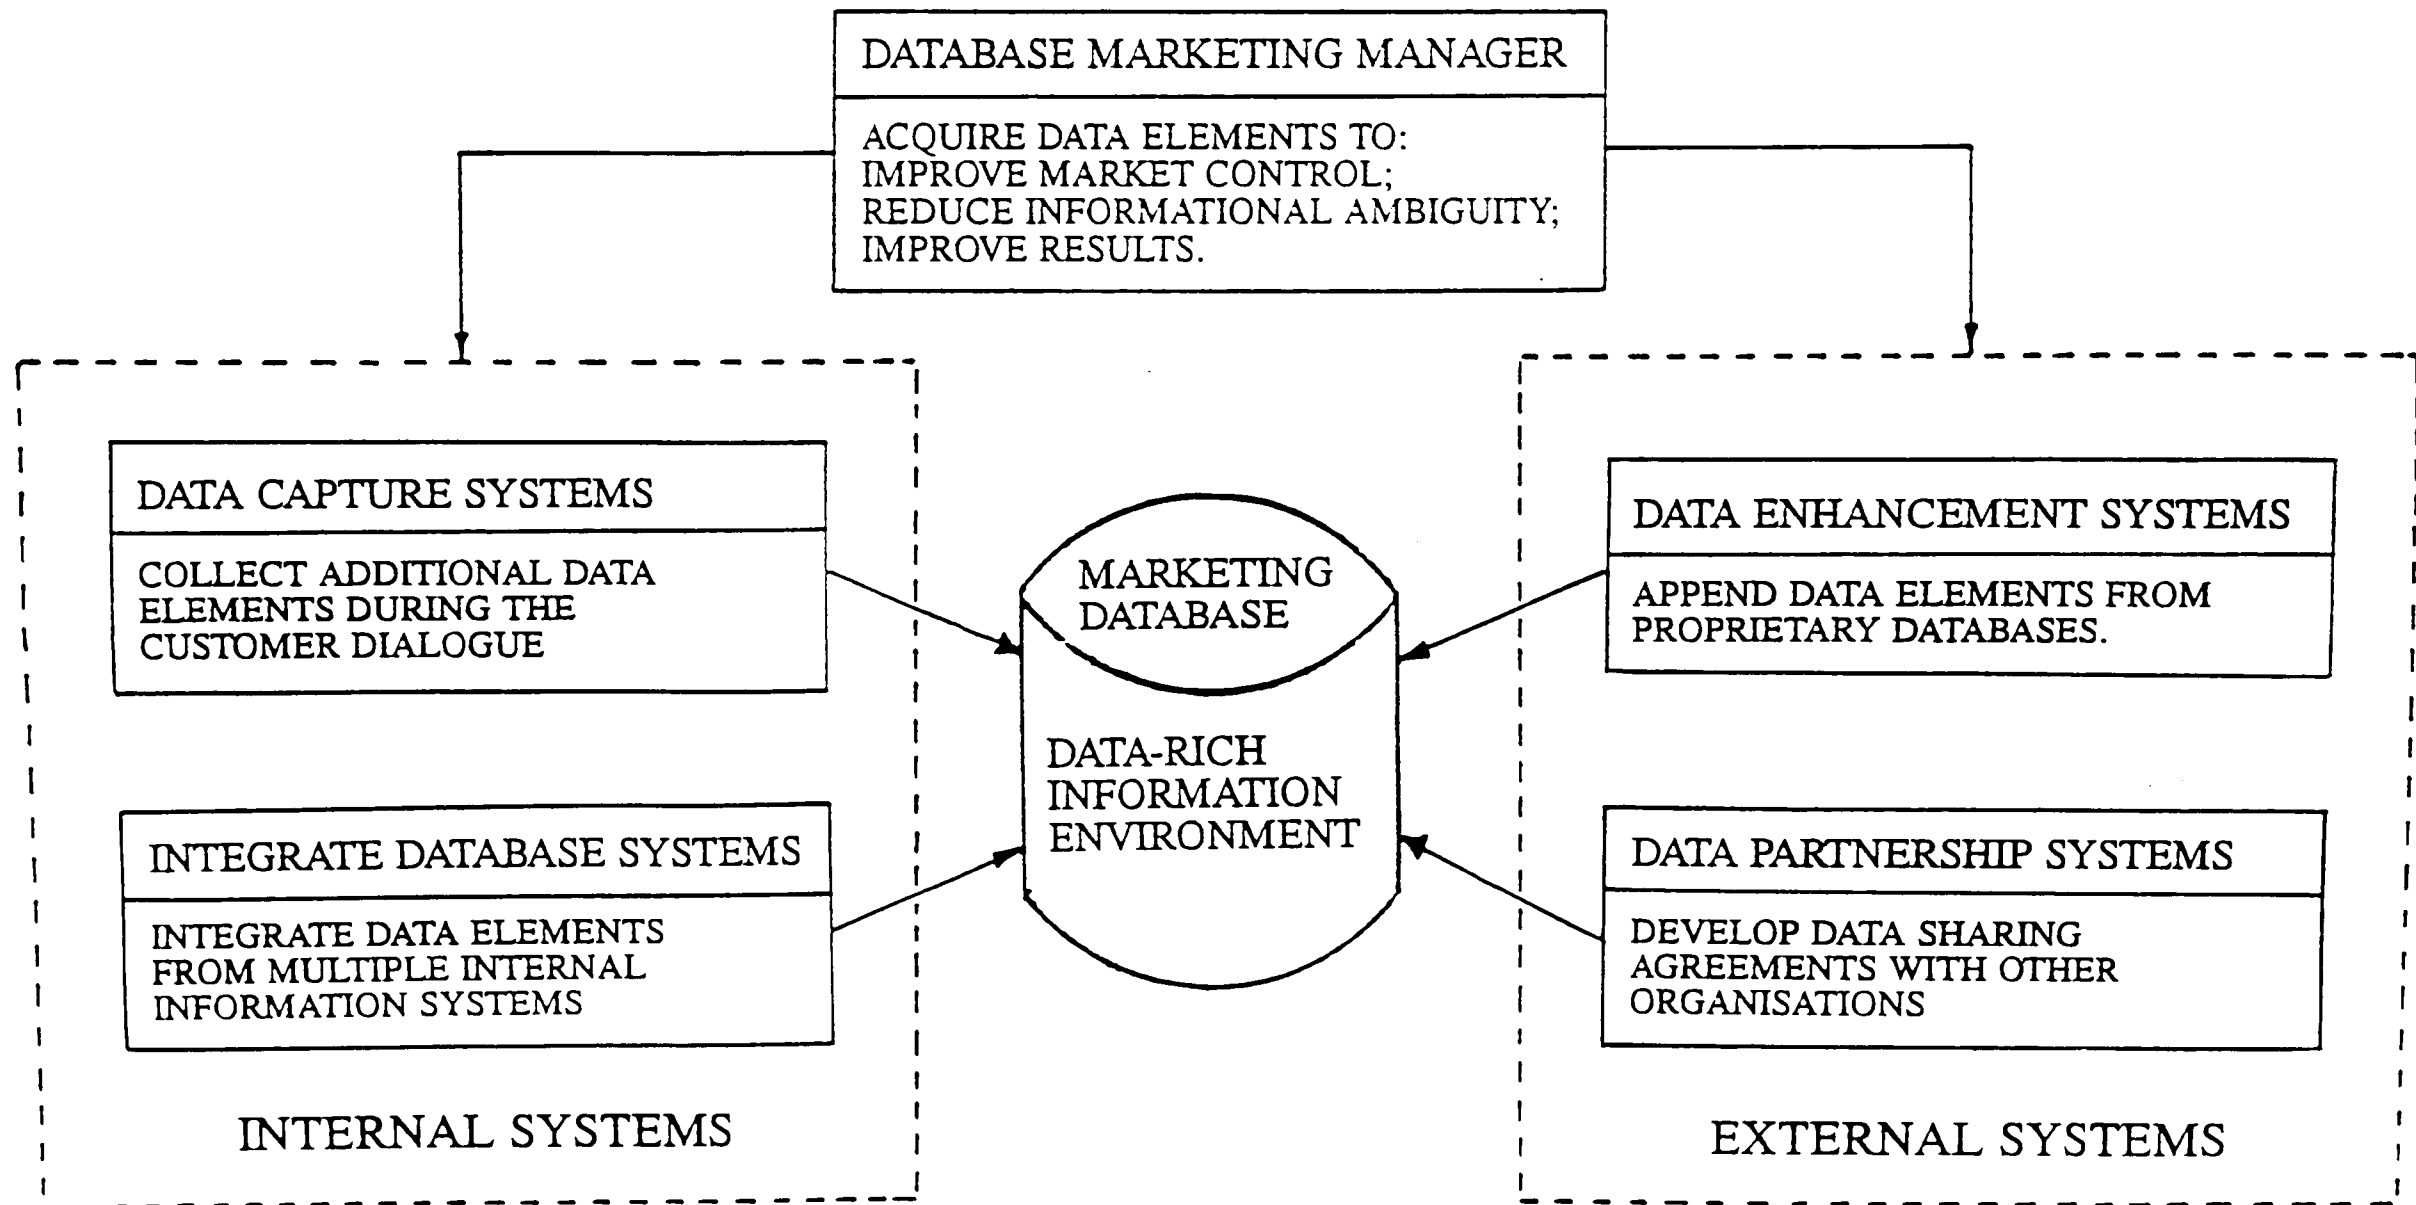 DATABASE MARKETING MANAGER
ACQUIRE DATA ELEMENTS TO:
IMPROVE MARKET CONTROL;
REDUCE INFORMATIONAL AMBIGUITY;
IMPROVE RESULTS.
DATA CAPTURE SYSTEMS
COLLECT ADDITIONAL DATA
ELEMENTS DURING THE
CUSTOMER DIALOGUE
INTEGRATE DATABASE SYSTEMS
INTEGRATE DATA ELEMENTS
FROM MULTIPLE INTERNAL
INFORMATION SYSTEMS
INTERNAL SYSTEMS
MARKETING
DATABASE
DATA-RICH
INFORMATION
ENVIRONMENT
DATA ENHANCEMENT SYSTEMS
APPEND DATA ELEMENTS FROM
PROPRIETARY DATABASES.
DATA PARTNERSHIP SYSTEMS
DEVELOP DATA SHARING
AGREEMENTS WITH OTHER
ORGANISATIONS
EXTERNAL SYSTEMS